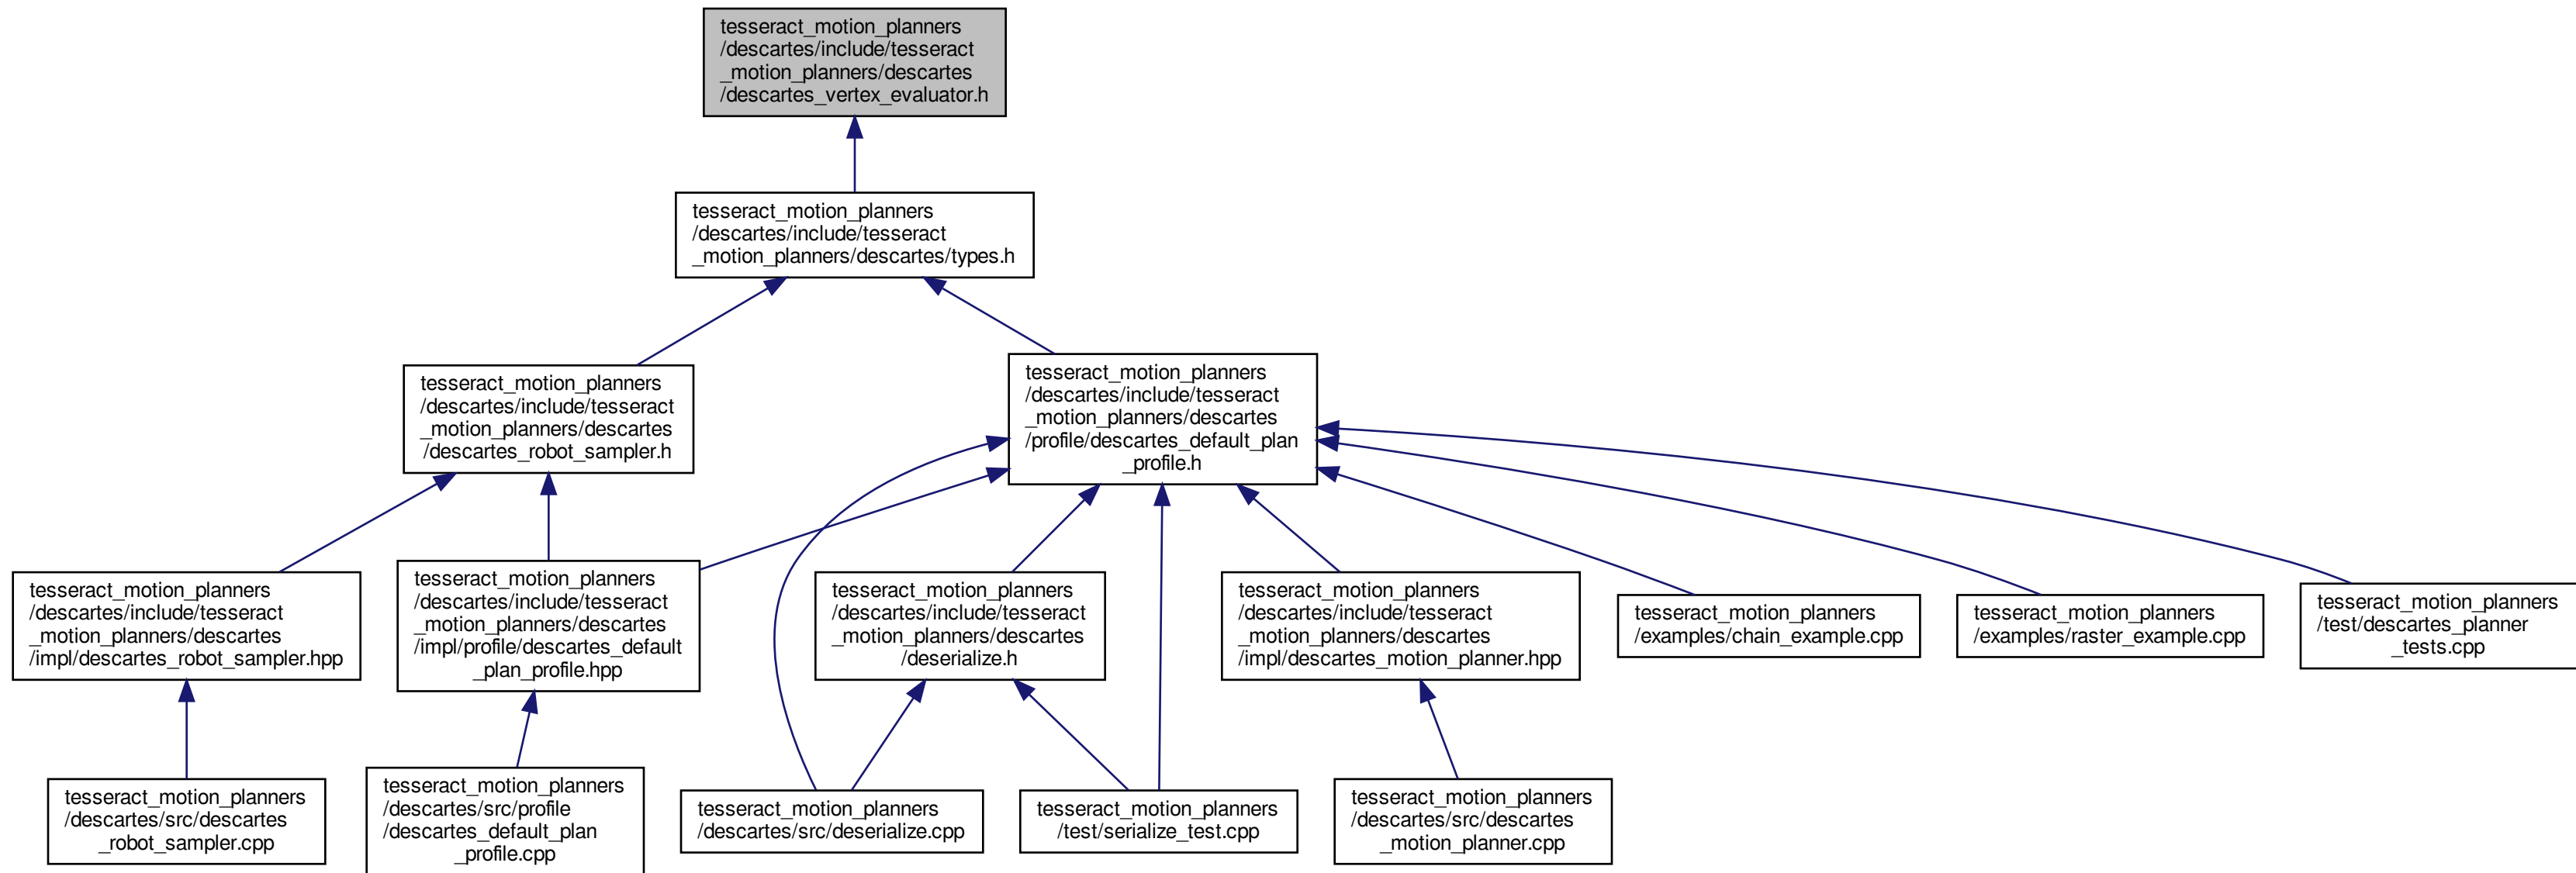 tesseract_motion_planners
/descartes/include/tesseract
_motion_planners/descartes
/descartes_vertex_evaluator.h
tesseract_motion_planners
/descartes/include/tesseract
_motion_planners/descartes/types.h
tesseract_motion_planners
/descartes/include/tesseract
_motion_planners/descartes
/descartes_robot_sampler.h
tesseract_motion_planners
/descartes/include/tesseract
_motion_planners/descartes
/profile/descartes_default_plan
_profile.h
tesseract_motion_planners
/descartes/include/tesseract
_motion_planners/descartes
/impl/descartes_robot_sampler.hpp
tesseract_motion_planners
/descartes/include/tesseract
_motion_planners/descartes
/impl/profile/descartes_default
_plan_profile.hpp
tesseract_motion_planners
/descartes/include/tesseract
_motion_planners/descartes
/deserialize.h
tesseract_motion_planners
/descartes/include/tesseract
_motion_planners/descartes
/impl/descartes_motion_planner.hpp
tesseract_motion_planners
/examples/chain_example.cpp
tesseract_motion_planners
/examples/raster_example.cpp
tesseract_motion_planners
/test/descartes_planner
_tests.cpp
tesseract_motion_planners
/descartes/src/descartes
_robot_sampler.cpp
tesseract_motion_planners
/descartes/src/profile
/descartes_default_plan
_profile.cpp
tesseract_motion_planners
/descartes/src/deserialize.cpp
tesseract_motion_planners
/test/serialize_test.cpp
tesseract_motion_planners
/descartes/src/descartes
_motion_planner.cpp